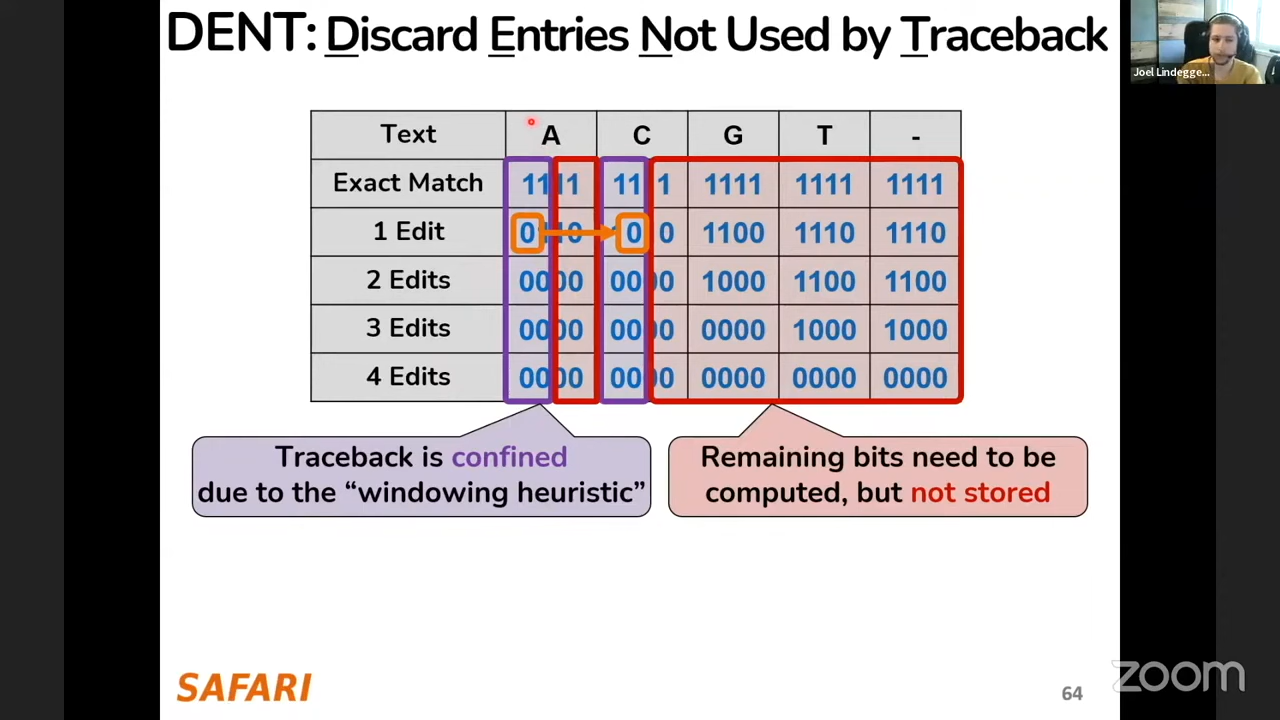 DENT: Discard Entries Not Used by Traceback
Joel Lindegge...
Text A C G T -
Exact Match 1111 1111 1111 1111 1111
1 Edit 0110 0 0 1100 1110 1110
2 Edits 0000 0000 1000 1100 1100
3 Edits 0000 0000 0000 1000 1000
4 Edits 0000 0000 0000 0000 0000
Traceback is confined
due to the “windowing heuristic”
Remaining bits need to be
computed, but not stored
SAFARI
64
zoom